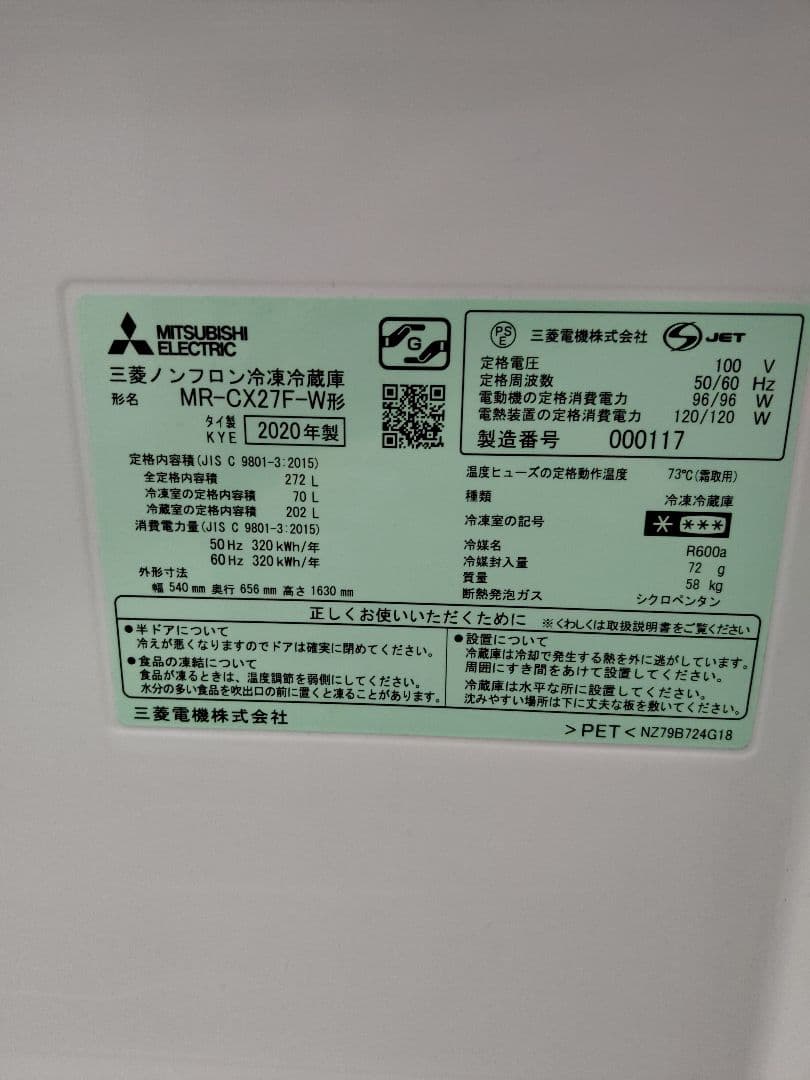 MITSUBISHI
ELECTRIC
三菱ノンフロン冷凍冷蔵庫
形名 MR-CX27F-W形
タイ製
KYE 2020年製
G
PS
E
三菱電機株式会社
S JET
定格電圧 100 V
定格周波数 50/60 Hz
電動機の定格消費電力 96/96 W
電熱装置の定格消費電力 120/120 W
製造番号 000117
定格内容積(JIS C 9801-3:2015)
全定格内容積 272 L
冷凍室の定格内容積 70 L
冷蔵室の定格内容積 202 L
消費電力量(JIS C 9801-3:2015)
50Hz 320kWh/年
60Hz 320kWh/年
外形寸法
幅 540mm 奥行 656mm 高さ 1630mm
温度ヒューズの定格動作温度 73℃(霜取用)
種類 冷凍冷蔵庫
冷凍室の記号 * ***
冷媒名 R600a
冷媒封入量 72 g
質量 58 kg
断熱発泡ガス シクロペンタン
正しくお使いいただくために ※くわしくは取扱説明書をご覧ください
●半ドアについて
冷えが悪くなりますのでドアは確実に閉めてください。
●食品の凍結について
食品が凍るときは、温度調節を弱側にしてください。
水分の多い食品を吹出口の前に置くと凍ることがあります。
●設置について
冷蔵庫は冷却で発生する熱を外に逃がしています。
周囲にすき間をあけて設置してください。
冷蔵庫は水平な所に設置してください。
沈みやすい場所は下に丈夫な板を敷いてください。
三菱電機株式会社
>PET< NZ79B724G18